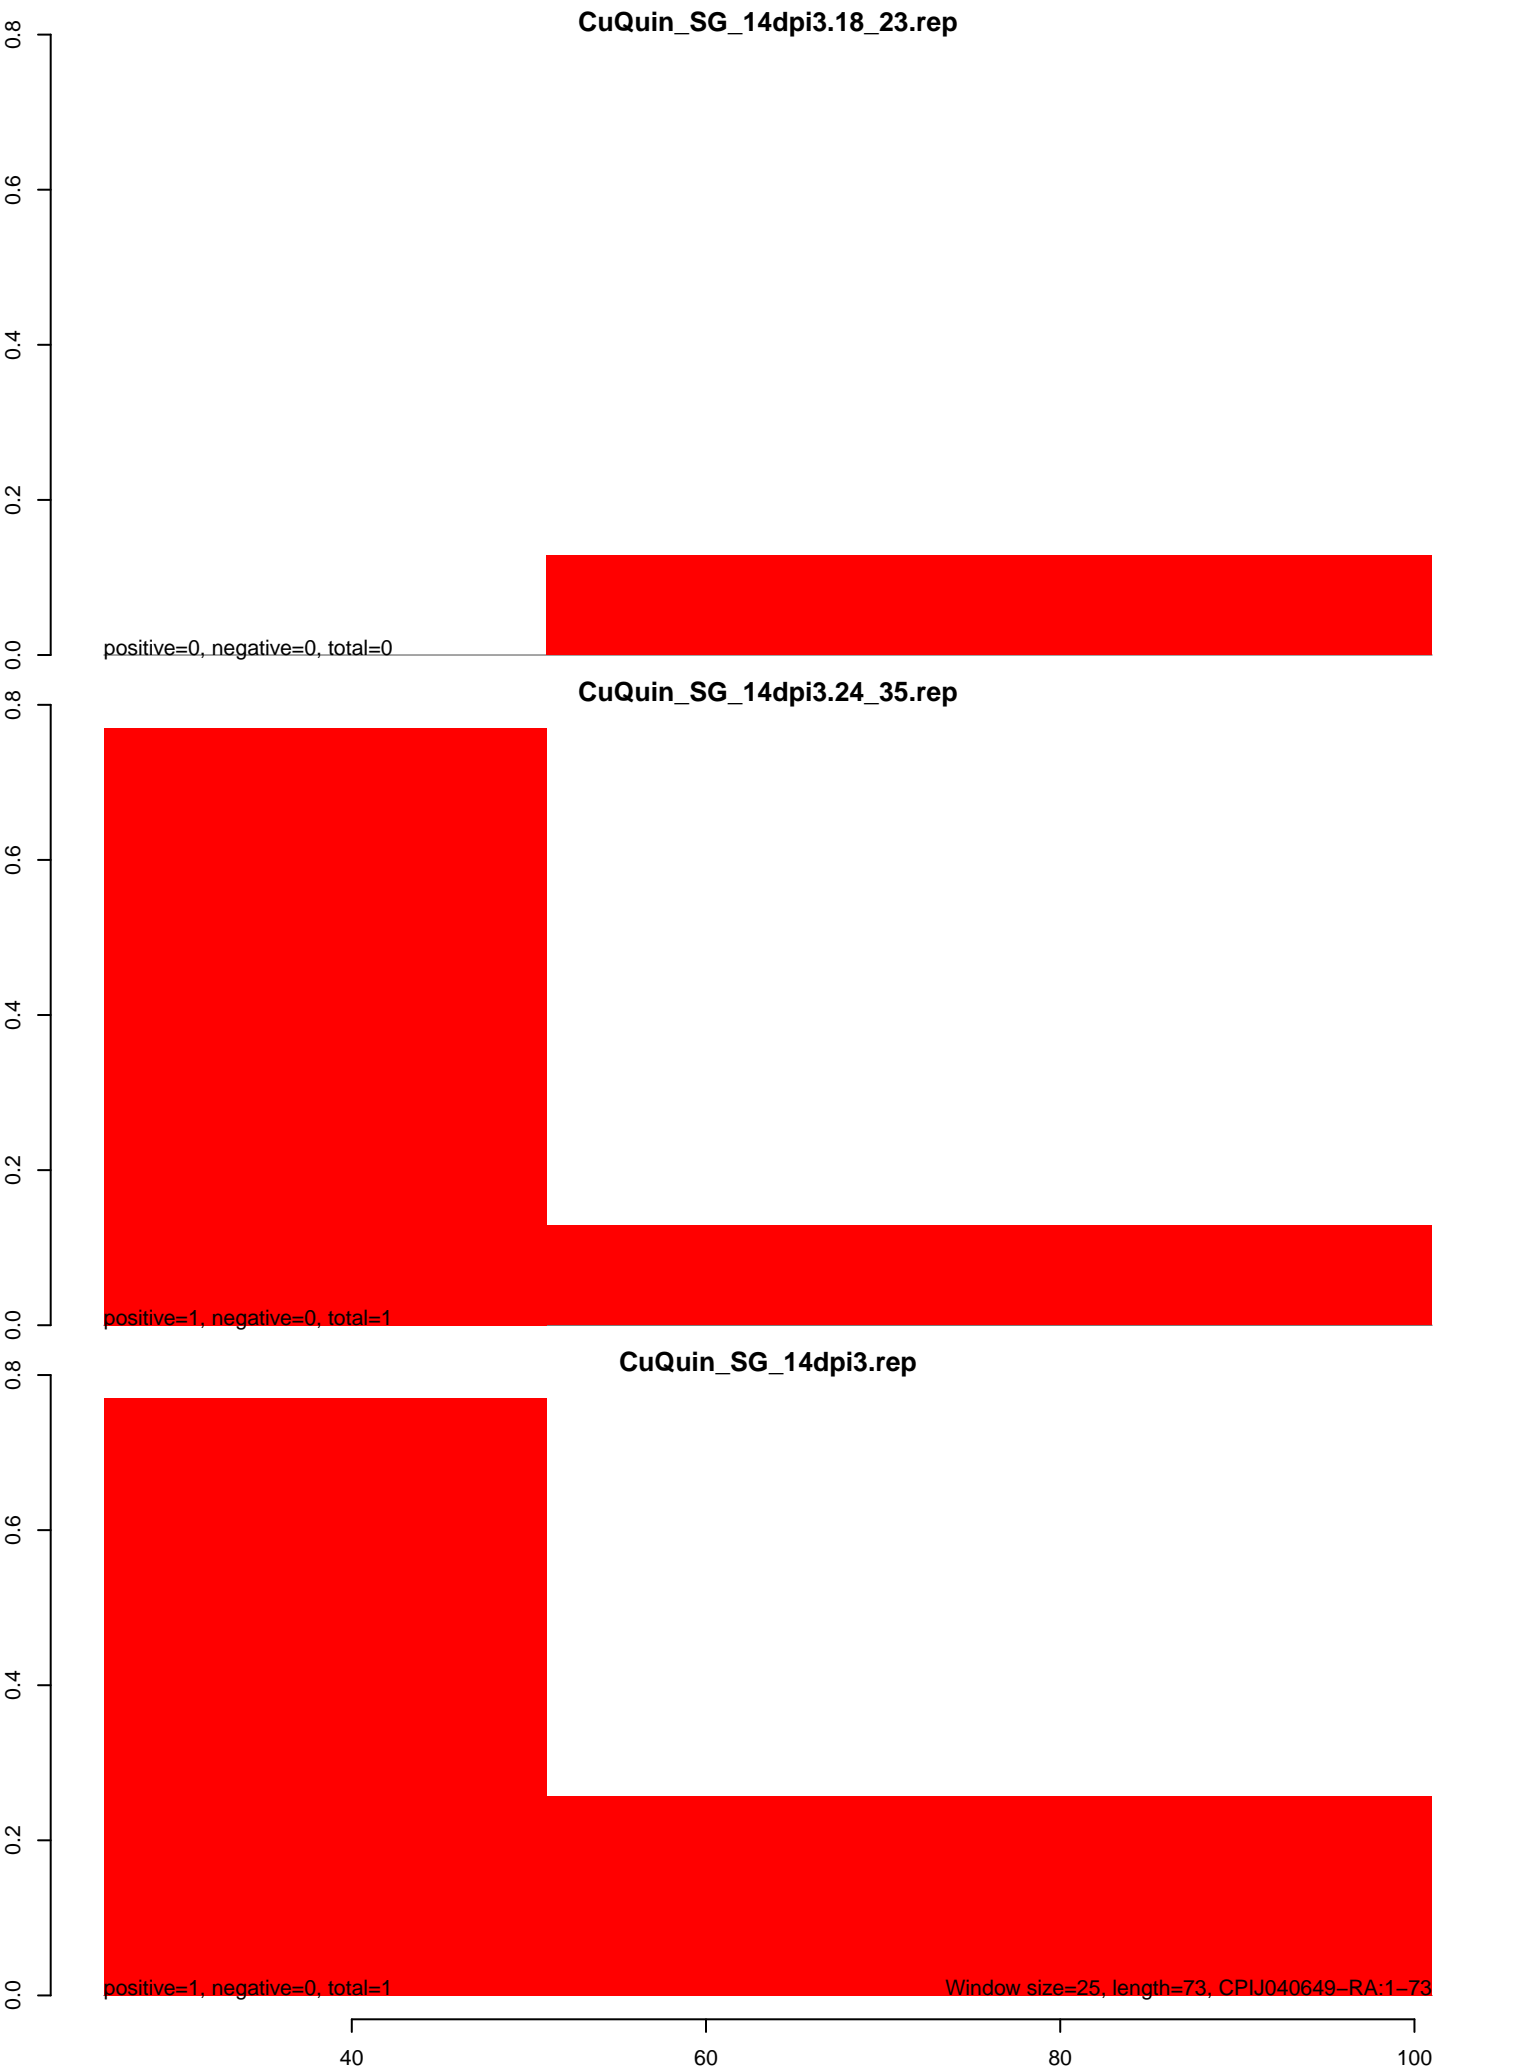 CuQuin_SG_14dpi3.18_23.rep
0.8
0.6
0.4
0.2
0.0
positive=0, negative=0, total=0
CuQuin_SG_14dpi3.24_35.rep
0.8
0.6
0.4
0.2
0.0
positive=1, negative=0, total=1
CuQuin_SG_14dpi3.rep
0.8
0.6
0.4
0.2
0.0
positive=1, negative=0, total=1
Window size=25, length=73, CPIJ040649−RA:1−73
40 60 80 100